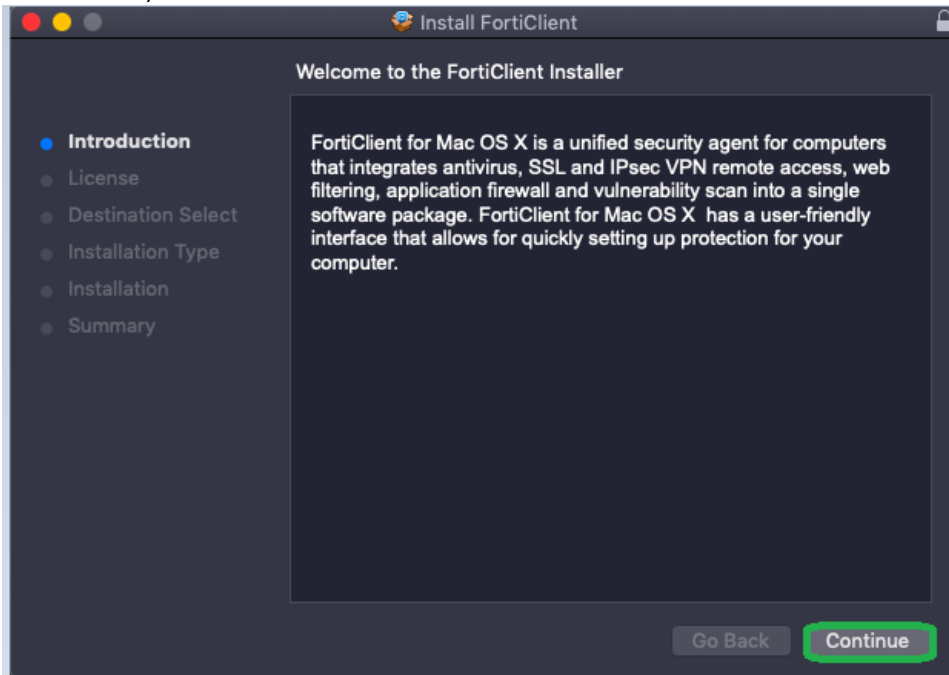 Install FortiClient
Welcome to the FortiClient Installer
Introduction
License
Destination Select
Installation Type
Installation
Summary
FortiClient for Mac OS X is a unified security agent for computers
that integrates antivirus, SSL and IPsec VPN remote access, web
filtering, application firewall and vulnerability scan into a single
software package. FortiClient for Mac OS X has a user-friendly
interface that allows for quickly setting up protection for your
computer.
Go Back
Continue